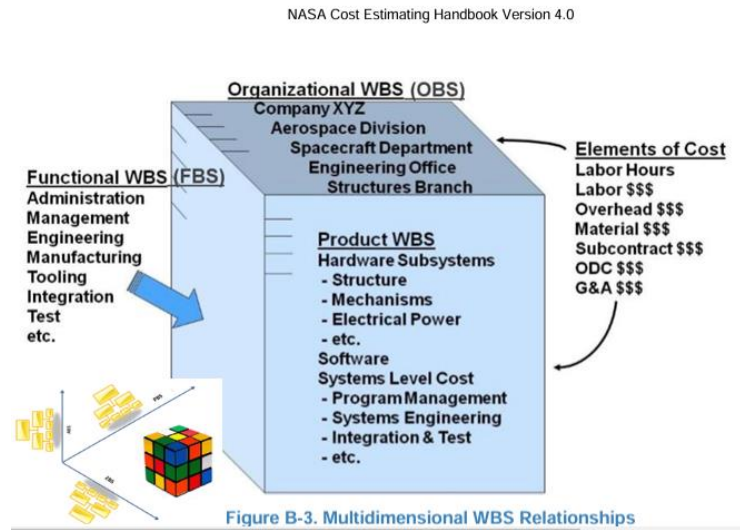 NASA Cost Estimating Handbook Version 4.0
Organizational WBS (OBS)
Company XYZ
Aerospace Division
Spacecraft Department
Engineering Office
Structures Branch
Functional WBS (FBS)
Administration
Management
Engineering
Manufacturing
Tooling
Integration
Test
etc.
Product WBS
Hardware Subsystems
- Structure
- Mechanisms
- Electrical Power
- etc.
Software
Systems Level Cost
- Program Management
- Systems Engineering
- Integration & Test
- etc.
Elements of Cost
Labor Hours
Labor $$$
Overhead $$$
Material $$$
Subcontract $$$
ODC $$$
G&A $$$
FBS
Figure B-3. Multidimensional WBS Relationships